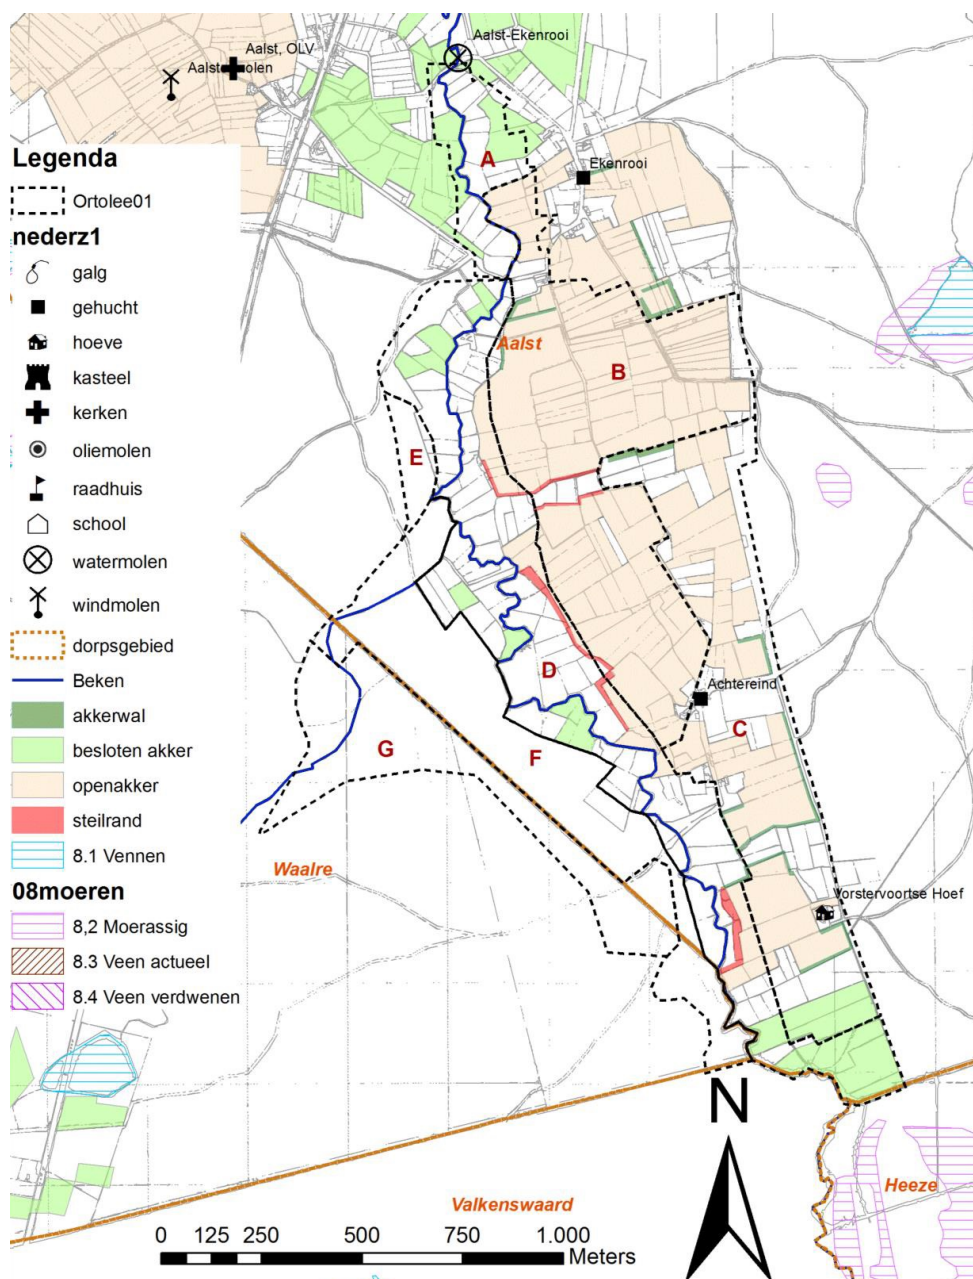 Aalst-Ekenrooi
Aalst, OLV
Aalst
olen
Legenda
Ortolee01
nederz1
galg
gehucht
hoeve
kasteel
kerken
oliemolen
raadhuis
school
watermolen
windmolen
dorpsgebied
Beken
akkerwal
besloten akker
openakker
steilrand
8.1 Vennen
08moeren
8,2 Moerassig
8.3 Veen actueel
8.4 Veen verdwenen
A
Ekenrooi
Aalst
B
E
D
Achtereind
C
G
F
Waalre
Vorstervoortse Hoef
N
Heeze
Valkenswaard
0 125 250 500 750 1.000
Meters